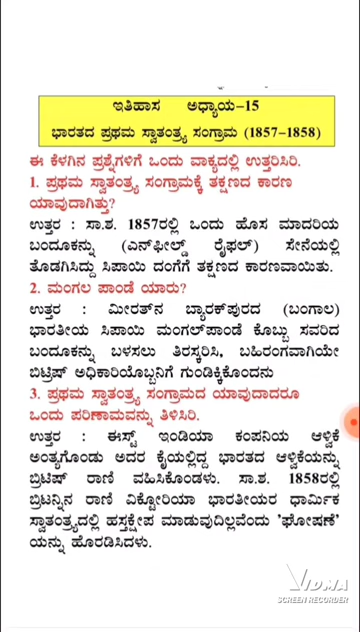 ಇತಿಹಾಸ ಅಧ್ಯಾಯ-15
ಭಾರತದ ಪ್ರಥಮ ಸ್ವಾತಂತ್ರ್ಯ ಸಂಗ್ರಾಮ (1857-1858)
ಈ ಕೆಳಗಿನ ಪ್ರಶ್ನೆಗಳಿಗೆ ಒಂದು ವಾಕ್ಯದಲ್ಲಿ ಉತ್ತರಿಸಿರಿ.
1. ಪ್ರಥಮ ಸ್ವಾತಂತ್ರ್ಯ ಸಂಗ್ರಾಮಕ್ಕೆ ತಕ್ಷಣದ ಕಾರಣ
ಯಾವುದಾಗಿತ್ತು?
ಉತ್ತರ : ಸಾ.ಶ. 1857ರಲ್ಲಿ ಒಂದು ಹೊಸ ಮಾದರಿಯ
ಬಂದೂಕನ್ನು (ಎನ್‌ಫೀಲ್ಡ್ ರೈಫಲ್) ಸೇನೆಯಲ್ಲಿ
ತೊಡಗಿಸಿದ್ದು ಸಿಪಾಯಿ ದಂಗೆಗೆ ತಕ್ಷಣದ ಕಾರಣವಾಯಿತು.
2. ಮಂಗಲ ಪಾಂಡೆ ಯಾರು?
ಉತ್ತರ : ಮೀರತ್‌ನ ಬ್ಯಾರಕ್‌ಪುರದ (ಬಂಗಾಲ)
ಭಾರತೀಯ ಸಿಪಾಯಿ ಮಂಗಲ್‌ಪಾಂಡೆ ಕೊಬ್ಬು ಸವರಿದ
ಬಂದೂಕನ್ನು ಬಳಸಲು ತಿರಸ್ಕರಿಸಿ, ಬಹಿರಂಗವಾಗಿಯೇ
ಬಿಟ್ರಿಷ್ ಅಧಿಕಾರಿಯೊಬ್ಬನಿಗೆ ಗುಂಡಿಕ್ಕಿಕೊಂದನು
3. ಪ್ರಥಮ ಸ್ವಾತಂತ್ರ್ಯ ಸಂಗ್ರಾಮದ ಯಾವುದಾದರೂ
ಒಂದು ಪರಿಣಾಮವನ್ನು ತಿಳಿಸಿರಿ.
ಉತ್ತರ : ಈಸ್ಟ್ ಇಂಡಿಯಾ ಕಂಪನಿಯ ಆಳ್ವಿಕೆ
ಅಂತ್ಯಗೊಂಡು ಅದರ ಕೈಯಲ್ಲಿದ್ದ ಭಾರತದ ಆಳ್ವಿಕೆಯನ್ನು
ಬ್ರಿಟಿಷ್ ರಾಣಿ ವಹಿಸಿಕೊಂಡಳು. ಸಾ.ಶ. 1858ರಲ್ಲಿ
ಬ್ರಿಟನ್ನಿನ ರಾಣಿ ವಿಕ್ಟೋರಿಯಾ ಭಾರತೀಯರ ಧಾರ್ಮಿಕ
ಸ್ವಾತಂತ್ರ್ಯದಲ್ಲಿ ಹಸ್ತಕ್ಷೇಪ ಮಾಡುವುದಿಲ್ಲವೆಂದು 'ಘೋಷಣೆ'
ಯನ್ನು ಹೊರಡಿಸಿದಳು.
VIDMA
SCREEN RECORDER